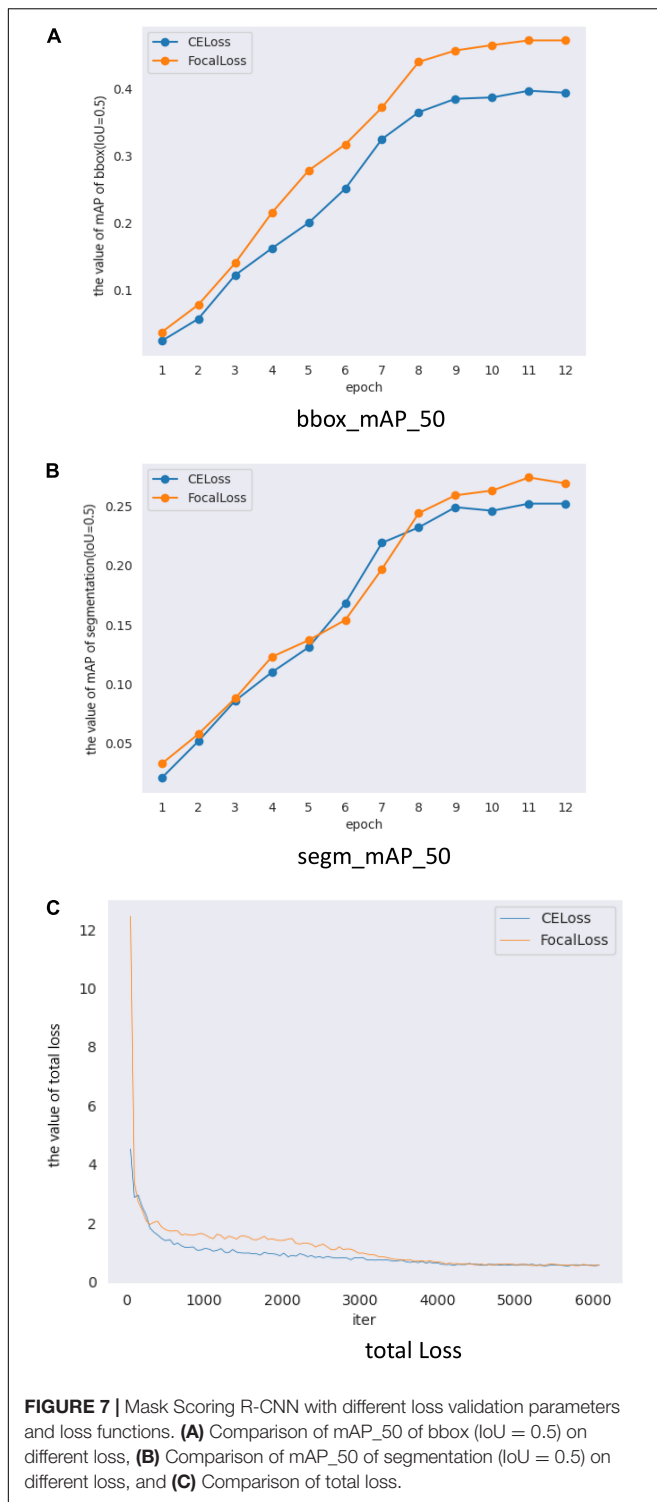 A
CELoss
FocalLoss
the value of mAP of bbox(IoU=0.5)
0.4
0.3
0.2
0.1
1 2 3 4 5 6 7 8 9 10 11 12
epoch
bbox_mAP_50
B
CELoss
FocalLoss
the value of mAP of segmentation(IoU=0.5)
0.25
0.20
0.15
0.10
0.05
1 2 3 4 5 6 7 8 9 10 11 12
epoch
segm_mAP_50
C
CELoss
FocalLoss
the value of total loss
12
10
8
6
4
2
0
0 1000 2000 3000 4000 5000 6000
iter
total Loss
FIGURE 7 | Mask Scoring R-CNN with different loss validation parameters
and loss functions. (A) Comparison of mAP_50 of bbox (IoU = 0.5) on
different loss, (B) Comparison of mAP_50 of segmentation (IoU = 0.5) on
different loss, and (C) Comparison of total loss.